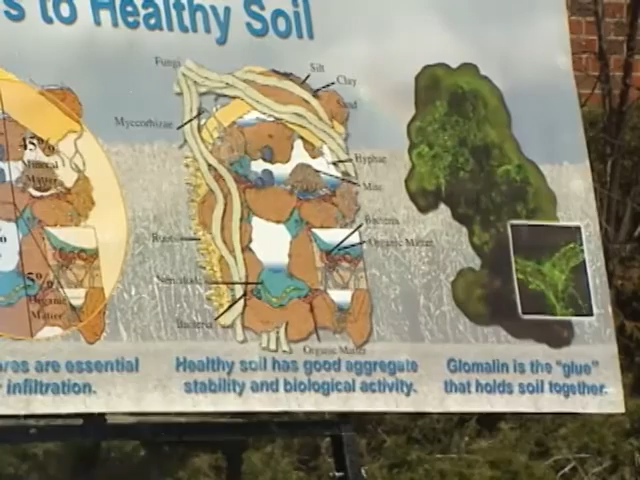 s to Healthy Soil
Fungi
Silt
Clay
Sand
Myccorhizae
45%
Mineral
Matter
Hyphae
Mite
Bacteria
Organic Matter
Roots
Nematode
5%
Organic
Matter
Bacteria
Organic Matter
res are essential
infiltration.
Healthy soil has good aggregate
stability and biological activity.
Glomalin is the "glue"
that holds soil together.